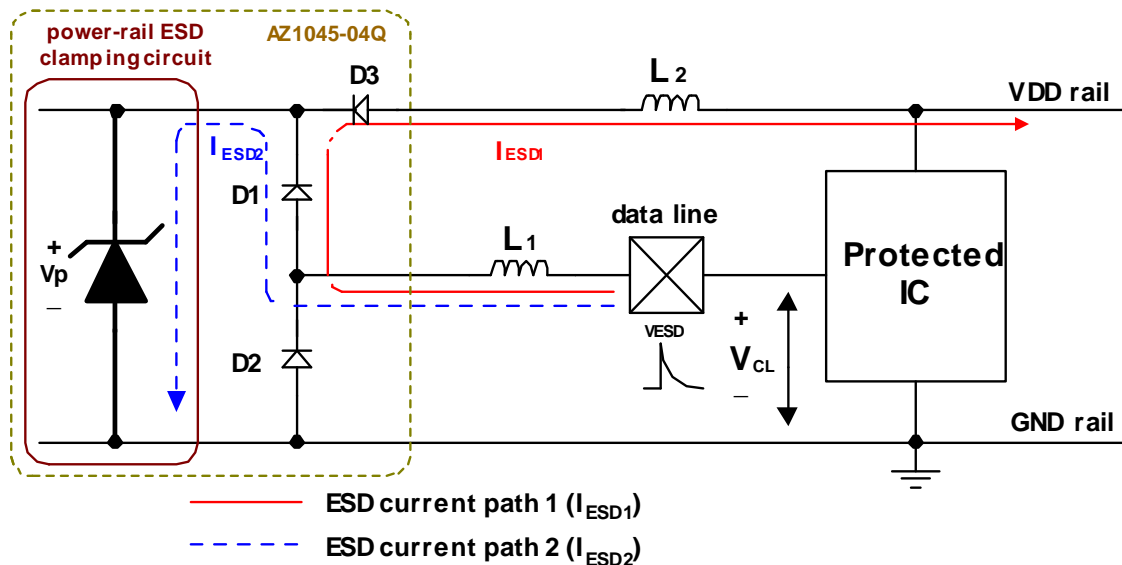 power-rail ESD
clamping circuit
AZ1045-04Q
D3
L2
VDD rail
IESD2
IESD1
D1
data line
L1
Protected
IC
+
Vp
_
VESD
+
VCL
_
D2
GND rail
ESD current path 1 (IESD1)
ESD current path 2 (IESD2)